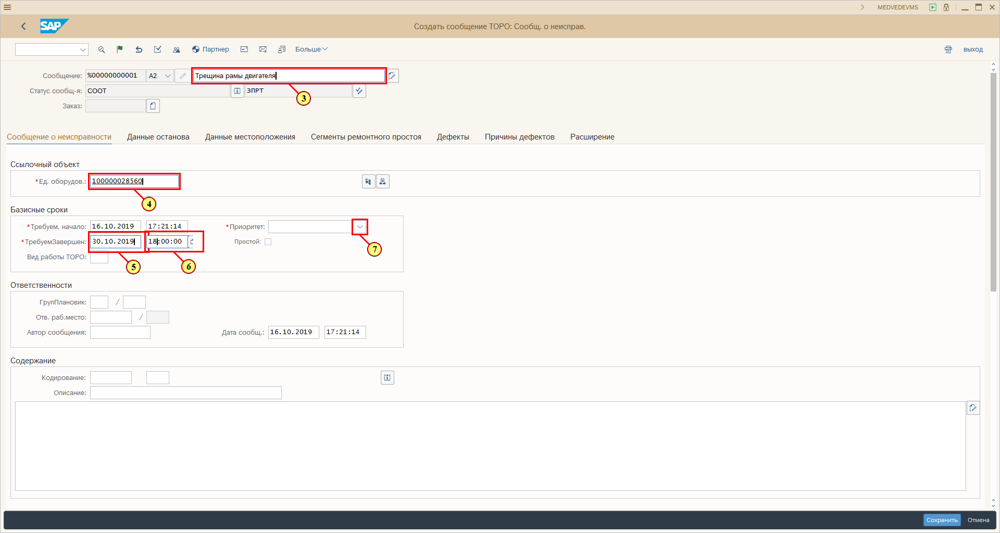 MEDVEDEVMS
SAP Создать сообщение ТОРО: Сообщ. о неисправ.
Партнер Больше выход
Сообщение: %00000000001 A2 Трещина рамы двигателя
Статус сообщ-я: СООТ ЗПРТ
3
Заказ:
Сообщение о неисправности Данные останова Данные местоположения Сегменты ремонтного простоя Дефекты Причины дефектов Расширение
Ссылочный объект
*Ед. оборудов.: 100000028560
4
Базисные сроки
*Требуем. начало: 16.10.2019 17:21:14 *Приоритет:
*ТребуемЗавершен: 30.10.2019 18:00:00 Простой:
7
Вид работы ТОРО:
5 6
Ответственности
ГрупПлановик: /
Отв. раб.место: /
Автор сообщения: Дата сообщ.: 16.10.2019 17:21:14
Содержание
Кодирование:
Описание:
Сохранить Отмена